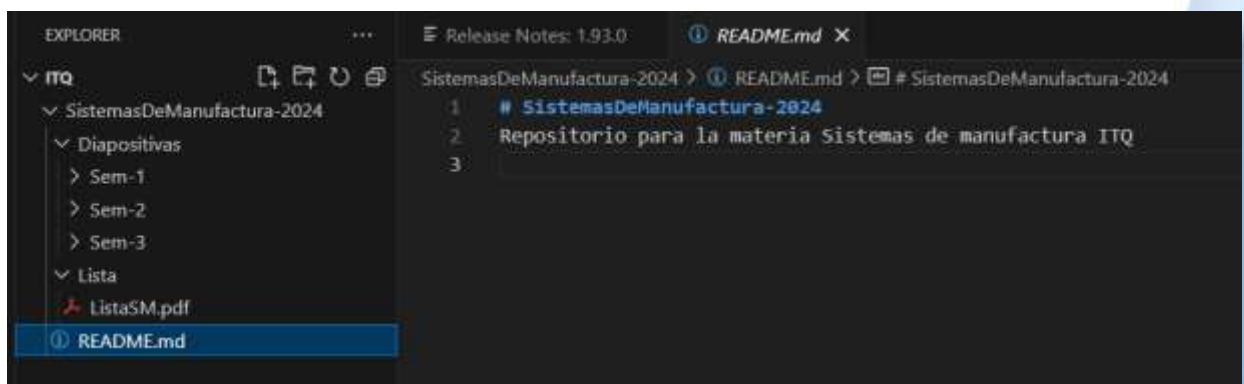 EXPLORER
Release Notes: 1.93.0
README.md
ITQ
SistemasDeManufactura-2024 > README.md > # SistemasDeManufactura-2024
SistemasDeManufactura-2024
Diapositivas
Sem-1
Sem-2
Sem-3
Lista
ListaSM.pdf
README.md
1 # SistemasDeManufactura-2024
2 Repositorio para la materia Sistemas de manufactura ITQ
3